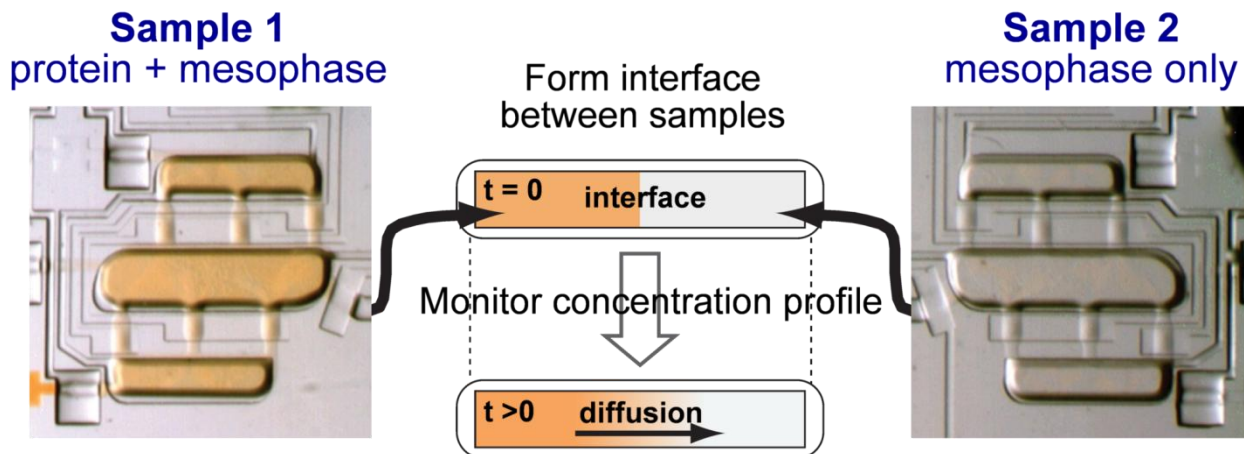 Sample 1
protein + mesophase
Form interface
between samples
Sample 2
mesophase only
t = 0
interface
Monitor concentration profile
t >0
diffusion